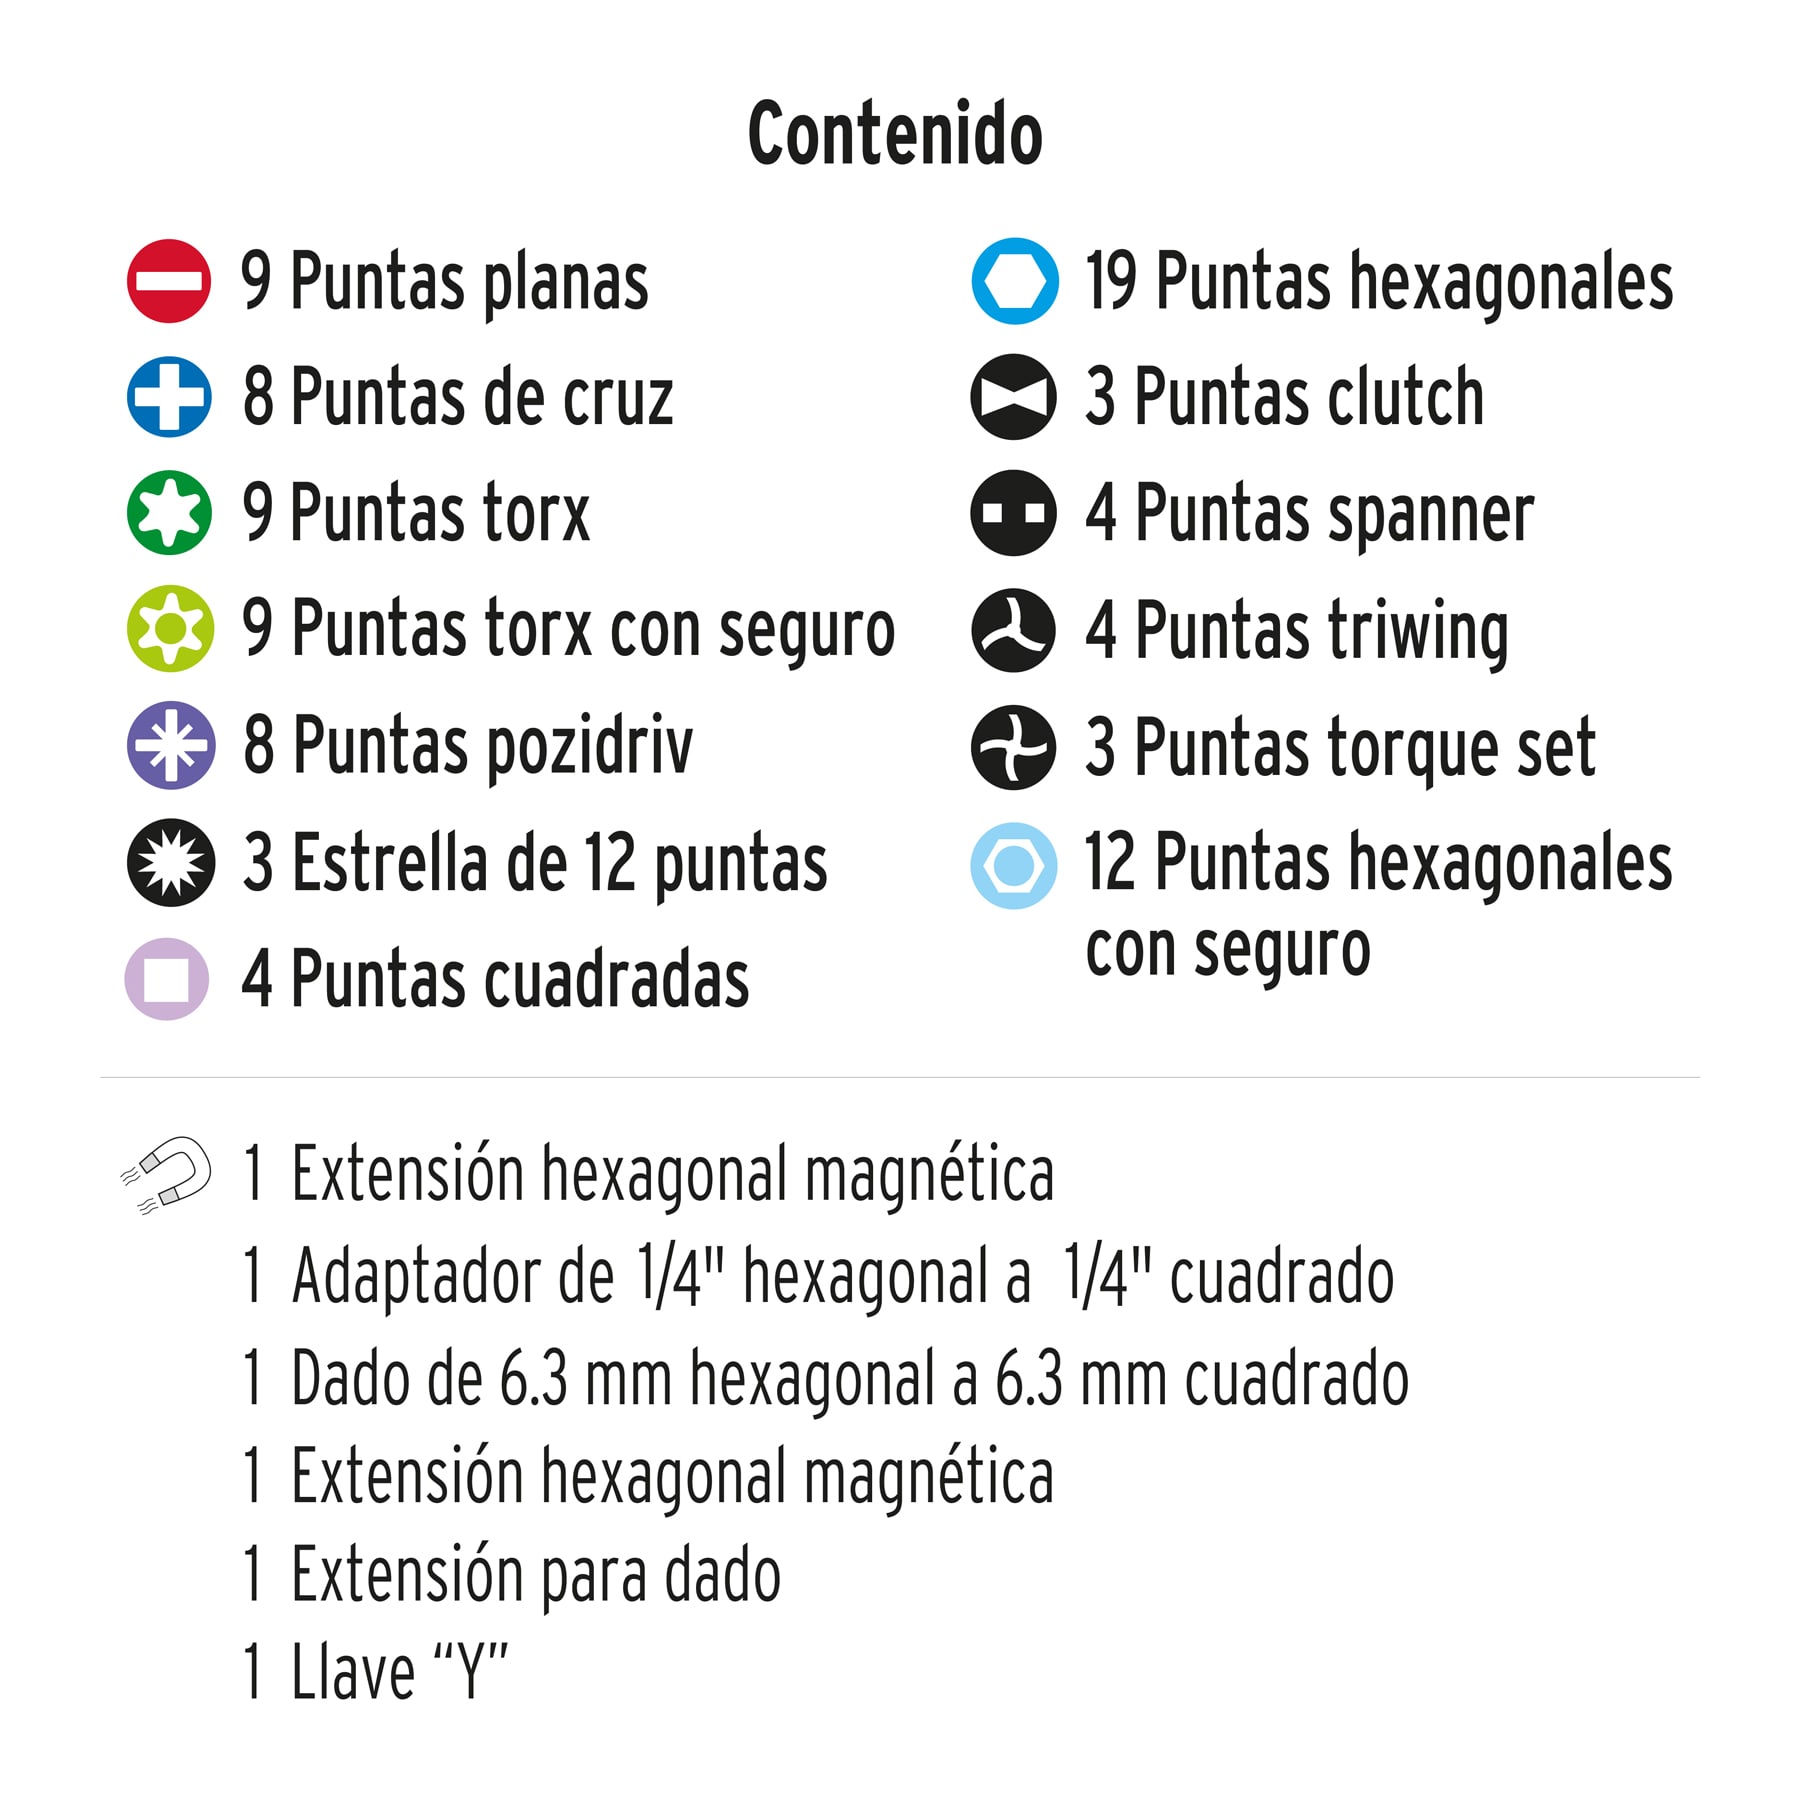 Contenido
9 Puntas planas
8 Puntas de cruz
9 Puntas torx
9 Puntas torx con seguro
8 Puntas pozidriv
3 Estrella de 12 puntas
4 Puntas cuadradas
19 Puntas hexagonales
3 Puntas clutch
4 Puntas spanner
4 Puntas triwing
3 Puntas torque set
12 Puntas hexagonales
con seguro
1 Extensión hexagonal magnética
1 Adaptador de 1/4" hexagonal a 1/4" cuadrado
1 Dado de 6.3 mm hexagonal a 6.3 mm cuadrado
1 Extensión hexagonal magnética
1 Extensión para dado
1 Llave “Y”